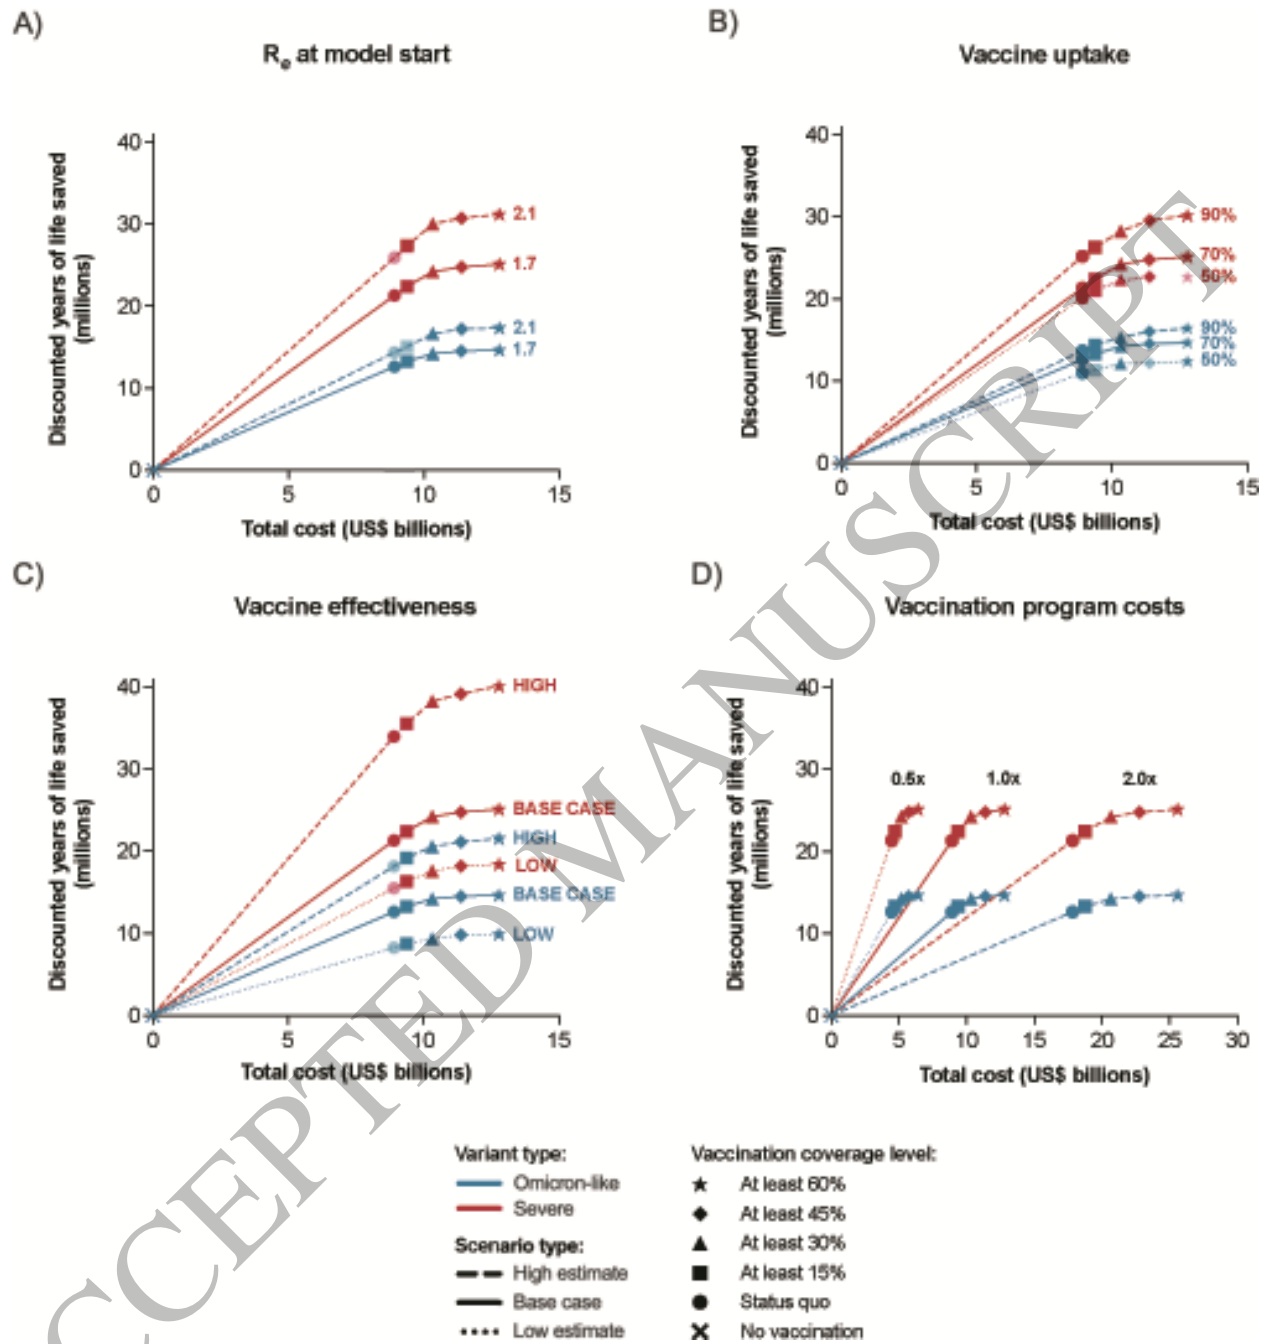 A)
R_e at model start
Discounted years of life saved
(millions)
40
30
20
10
0
2.1
1.7
2.1
1.7
0 5 10 15
Total cost (US$ billions)
B)
Vaccine uptake
Discounted years of life saved
(millions)
40
30
20
10
0
90%
70%
50%
90%
70%
50%
0 5 10 15
Total cost (US$ billions)
C)
Vaccine effectiveness
Discounted years of life saved
(millions)
40
30
20
10
0
HIGH
BASE CASE
HIGH
LOW
BASE CASE
LOW
0 5 10 15
Total cost (US$ billions)
D)
Vaccination program costs
Discounted years of life saved
(millions)
40
30
20
10
0
0.5x 1.0x 2.0x
0 5 10 15 20 25 30
Total cost (US$ billions)
Variant type:
Omicron-like
Severe
Scenario type:
High estimate
Base case
Low estimate
Vaccination coverage level:
At least 60%
At least 45%
At least 30%
At least 15%
Status quo
No vaccination
CCEPTED MANUSCRIPT